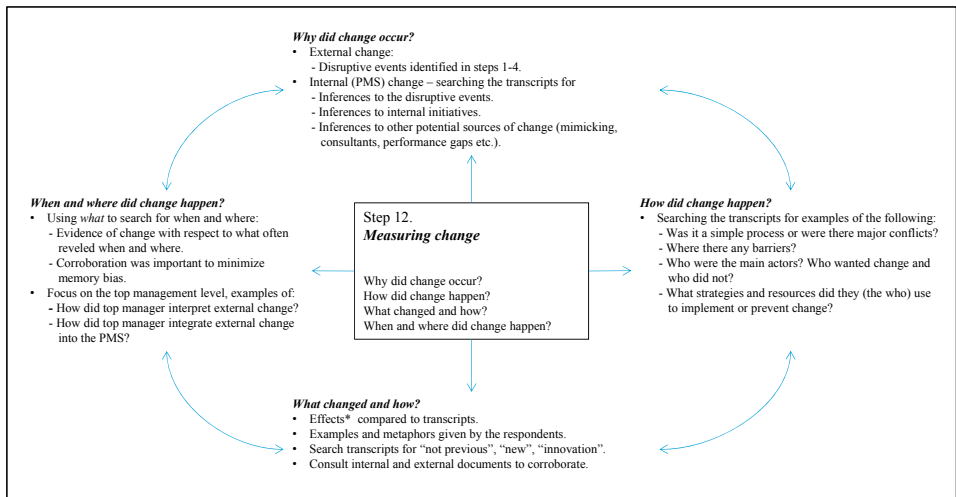 Why did change occur?
• External change:
- Disruptive events identified in steps 1-4.
• Internal (PMS) change – searching the transcripts for
- Inferences to the disruptive events.
- Inferences to internal initiatives.
- Inferences to other potential sources of change (mimicking,
consultants, performance gaps etc.).
When and where did change happen?
• Using what to search for when and where:
- Evidence of change with respect to what often
reveled when and where.
- Corroboration was important to minimize
memory bias.
• Focus on the top management level, examples of:
- How did top manager interpret external change?
- How did top manager integrate external change
into the PMS?
Step 12.
Measuring change
Why did change occur?
How did change happen?
What changed and how?
When and where did change happen?
How did change happen?
• Searching the transcripts for examples of the following:
- Was it a simple process or were there major conflicts?
- Where there any barriers?
- Who were the main actors? Who wanted change and
who did not?
- What strategies and resources did they (the who) use
to implement or prevent change?
What changed and how?
• Effects* compared to transcripts.
• Examples and metaphors given by the respondents.
• Search transcripts for “not previous”, “new”, “innovation”.
• Consult internal and external documents to corroborate.